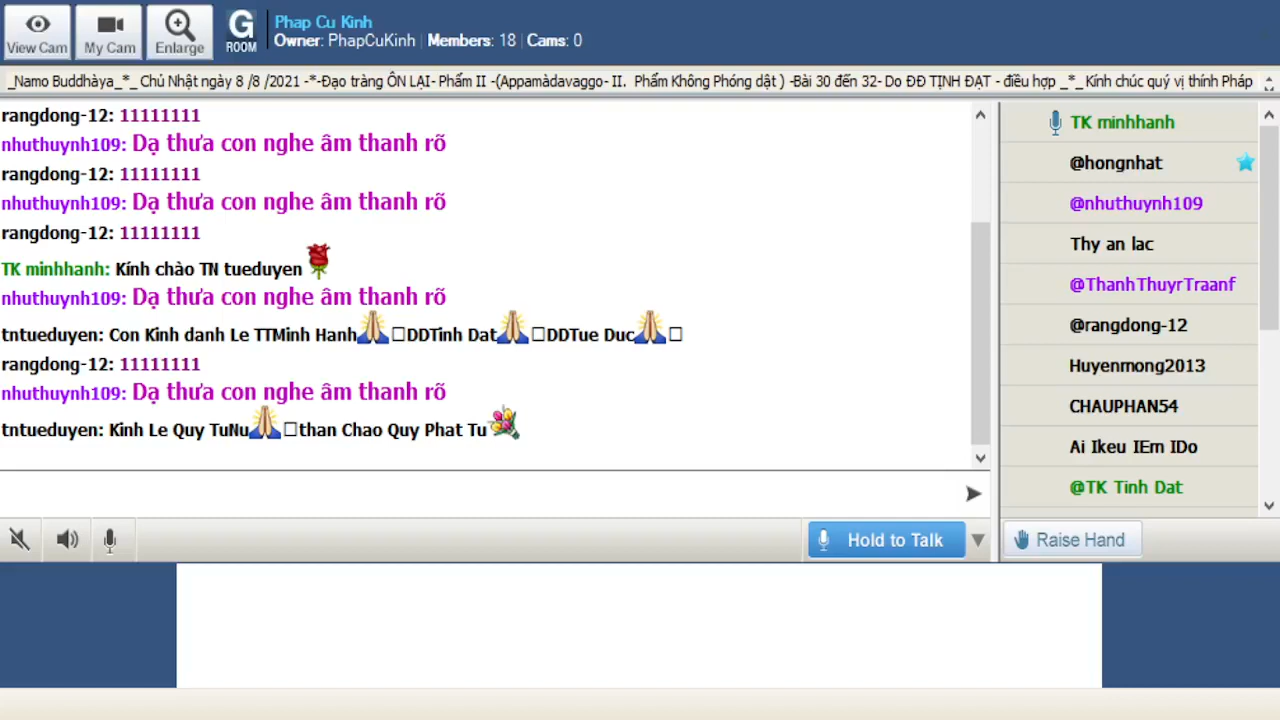 View Cam
My Cam
Enlarge
G
ROOM
Phap Cu Kinh
Owner: PhapCuKinh | Members: 18 | Cams: 0
_Namo Buddhàya_*_ Chủ Nhật ngày 8 /8 /2021 -*-Đạo tràng ÔN LẠI- Phẩm II -(Appamàdavaggo- II. Phẩm Không Phóng dật ) -Bài 30 đến 32- Do ĐĐ TỊNH ĐẠT - điều hợp _*_ Kính chúc quý vị thính Pháp
rangdong-12: 11111111
nhuthuynh109: Dạ thưa con nghe âm thanh rõ
rangdong-12: 11111111
nhuthuynh109: Dạ thưa con nghe âm thanh rõ
rangdong-12: 11111111
TK minhhanh: Kính chào TN tueduyen
nhuthuynh109: Dạ thưa con nghe âm thanh rõ
tntueduyen: Con Kinh danh Le TTMinh Hanh DDTinh Dat DDTue Duc
rangdong-12: 11111111
nhuthuynh109: Dạ thưa con nghe âm thanh rõ
tntueduyen: Kinh Le Quy TuNu than Chao Quy Phat Tu
TK minhhanh
@hongnhat
@nhuthuynh109
Thy an lac
@ThanhThuyrTraanf
@rangdong-12
Huyenmong2013
CHAUPHAN54
Ai Ikeu IEm IDo
@TK Tinh Dat
Hold to Talk
Raise Hand